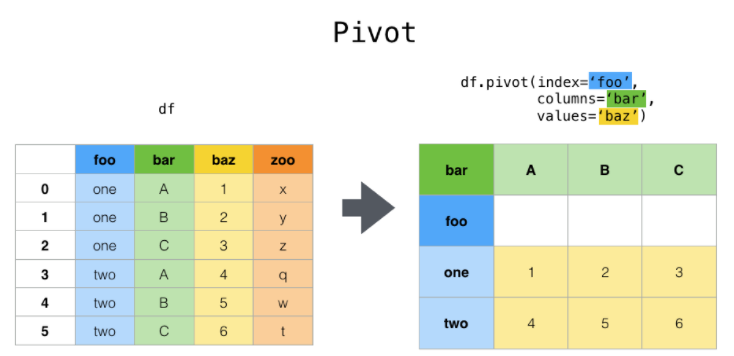 Pivot
df
foo bar baz zoo
0 one A 1 x
1 one B 2 y
2 one C 3 z
3 two A 4 q
4 two B 5 w
5 two C 6 t
df.pivot(index=‘foo’,
columns=‘bar’,
values=‘baz’)
bar A B C
foo
one 1 2 3
two 4 5 6